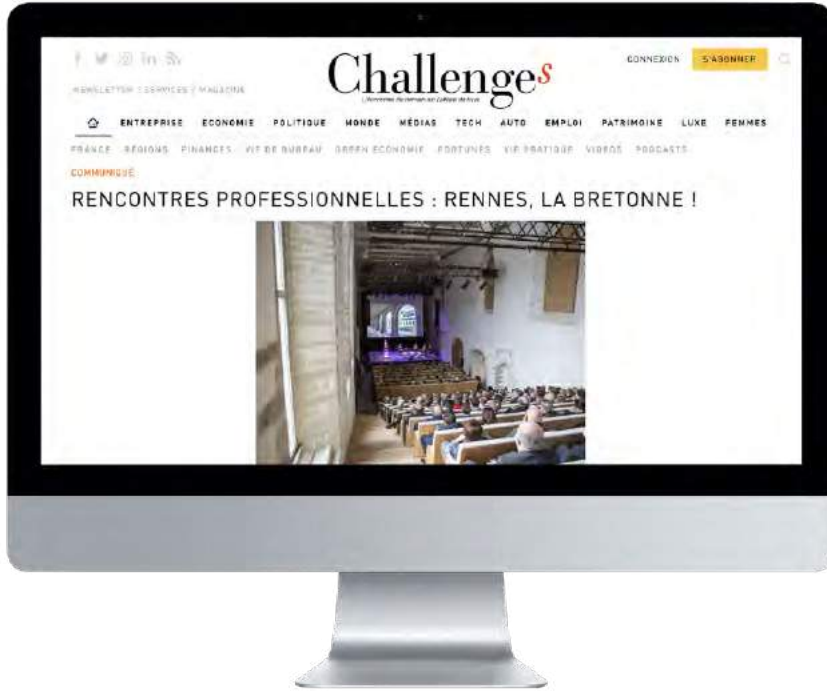 NEWSLETTER / SERVICES / MAGAZINE
Challenges
CONNEXION
S'ABONNER
ENTREPRISE ECONOMIE POLITIQUE MONDE MÉDIAS TECH AUTO EMPLOI PATRIMOINE LUXE FEMMES
FRANCE RÉGIONS FINANCES VIE DE BUREAU GREEN ECONOMIE FORTUNES VIE PRATIQUE VIDEOS PODCASTS
COMMUNIQUÉ
RENCONTRES PROFESSIONNELLES : RENNES, LA BRETONNE !